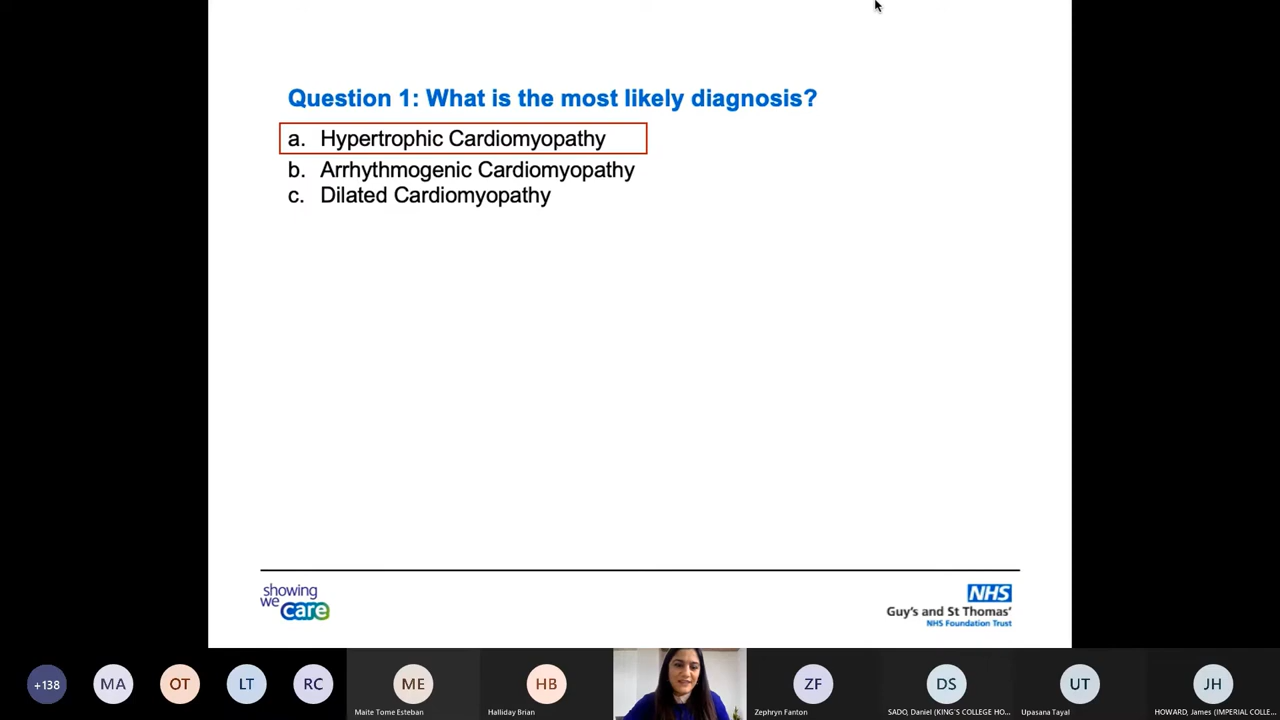 Question 1: What is the most likely diagnosis?
a. Hypertrophic Cardiomyopathy
b. Arrhythmogenic Cardiomyopathy
c. Dilated Cardiomyopathy
showing
we care
NHS
Guy's and St Thomas'
NHS Foundation Trust
+138
MA
OT
LT
RC
ME
HB
ZF
DS
UT
JH
Maite Tome Esteban
Halliday Brian
Zephryn Fanton
SADO, Daniel (KING'S COLLEGE HO...
Upasana Tayal
HOWARD, James (IMPERIAL COLLE...